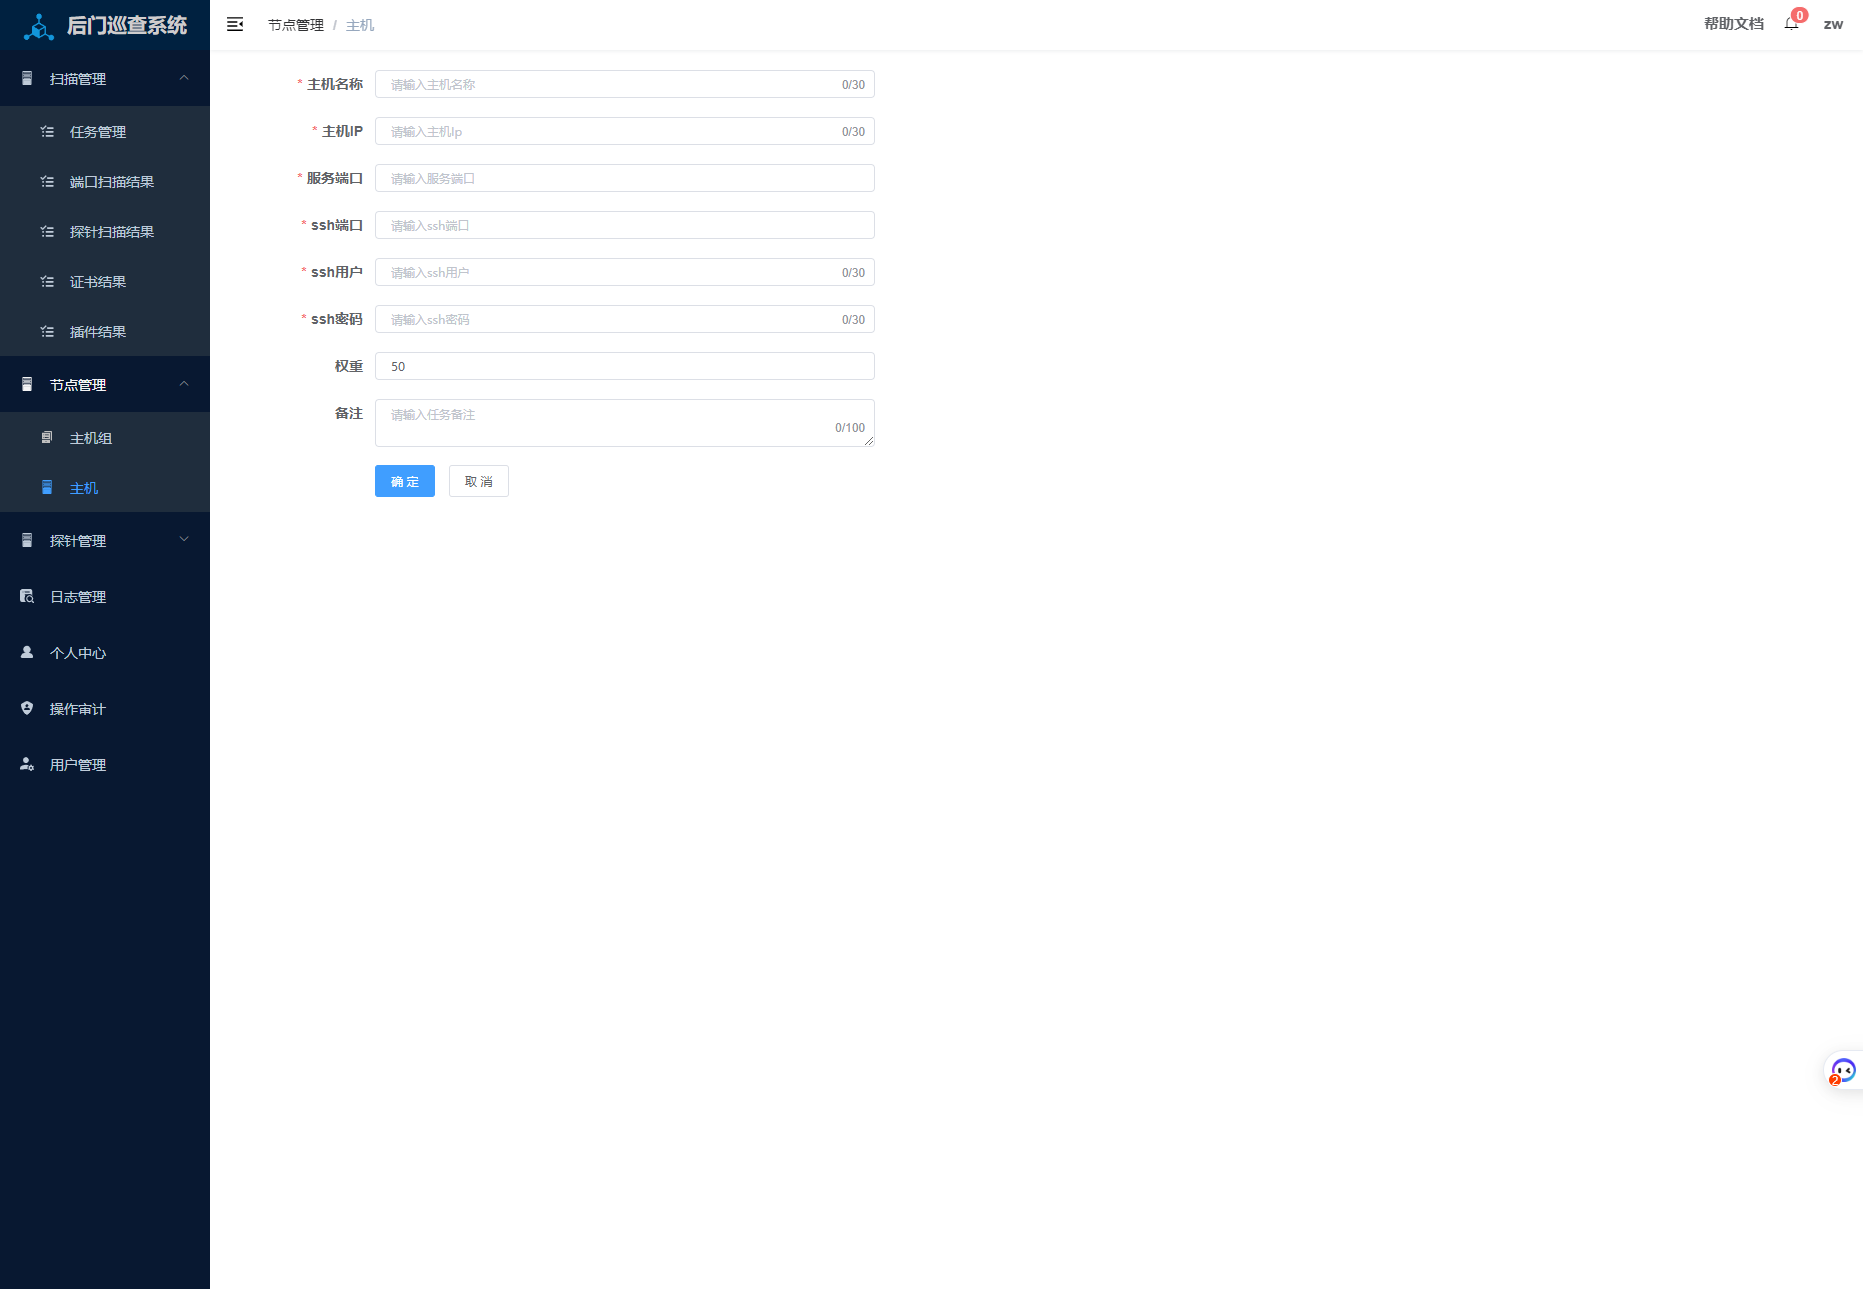 后门巡查系统
节点管理 / 主机
帮助文档
0
zw
扫描管理
任务管理
端口扫描结果
探针扫描结果
证书结果
插件结果
节点管理
主机组
主机
探针管理
日志管理
个人中心
操作审计
用户管理
* 主机名称 请输入主机名称 0/30
* 主机IP 请输入主机Ip 0/30
* 服务端口 请输入服务端口
* ssh端口 请输入ssh端口
* ssh用户 请输入ssh用户 0/30
* ssh密码 请输入ssh密码 0/30
权重 50
备注 请输入任务备注 0/100
确 定 取 消
2